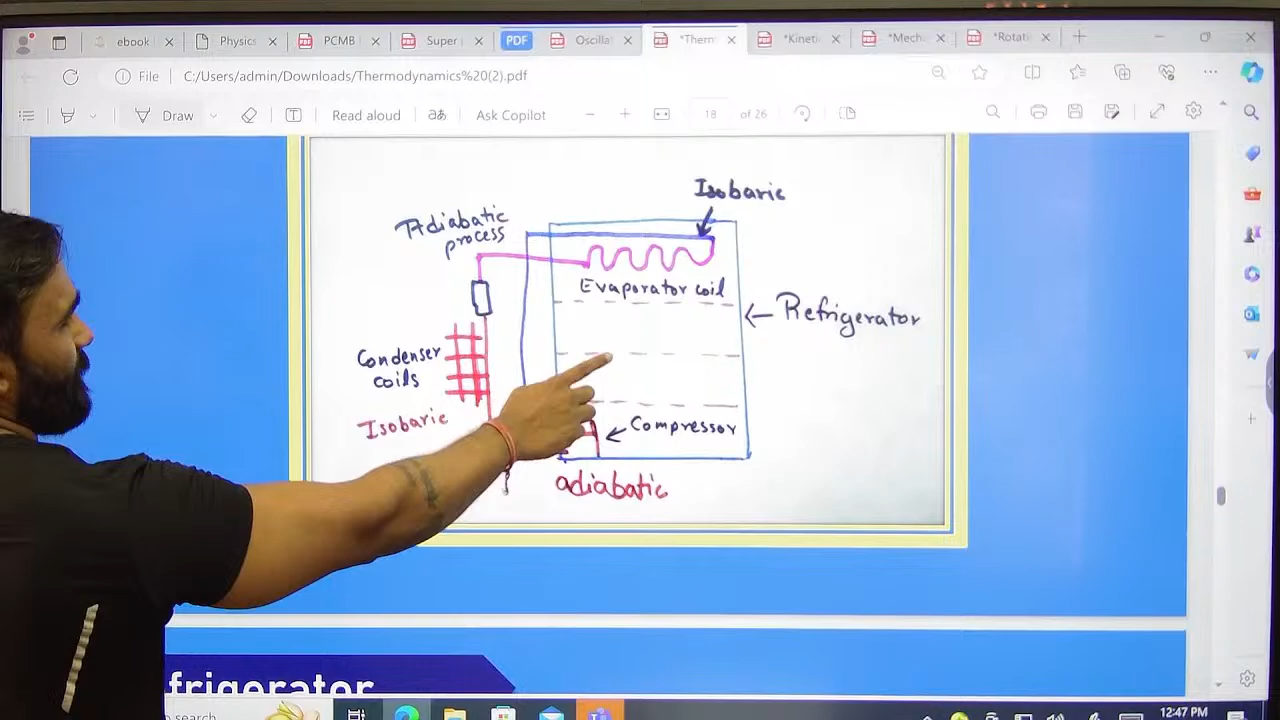 ebook
Physics
PCMB
Super
PDF
Oscilla
*Therm
*Kineti
*Mech
*Rotati
File
C:/Users/admin/Downloads/Thermodynamics%20(2).pdf
Draw
Read aloud
Ask Copilot
18
of 26
Isobaric
Adiabatic
process
Evaporator coil
Refrigerator
Condenser
coils
Isobaric
Compressor
adiabatic
frigerator
search
12:47 PM